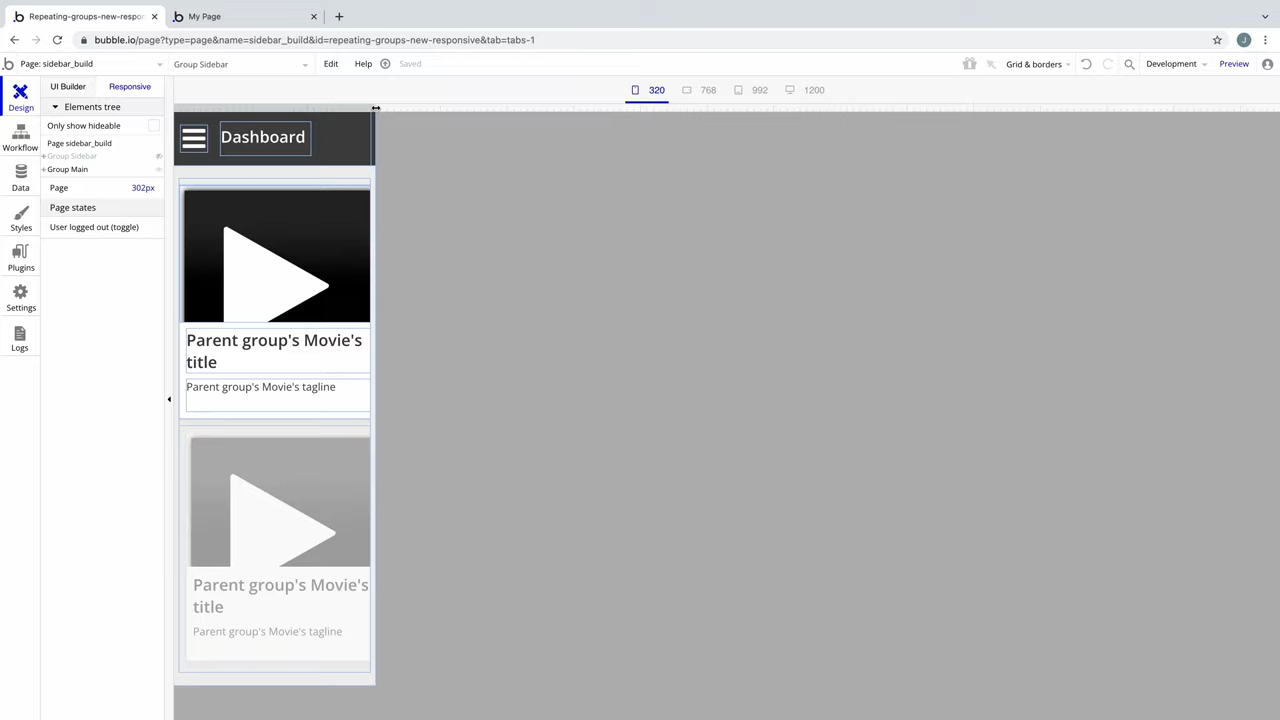 Repeating-groups-new-respon
My Page
bubble.io/page?type=page&name=sidebar_build&id=repeating-groups-new-responsive&tab=tabs-1
J
Page: sidebar_build
Group Sidebar
Edit
Help
Saved
Grid & borders
Development
Preview
Design
Workflow
Data
Styles
Plugins
Settings
Logs
UI Builder
Responsive
Elements tree
Only show hideable
Page sidebar_build
Group Sidebar
Group Main
Page
302px
Page states
User logged out (toggle)
320
768
992
1200
Dashboard
Parent group's Movie's
title
Parent group's Movie's tagline
Parent group's Movie's
title
Parent group's Movie's tagline